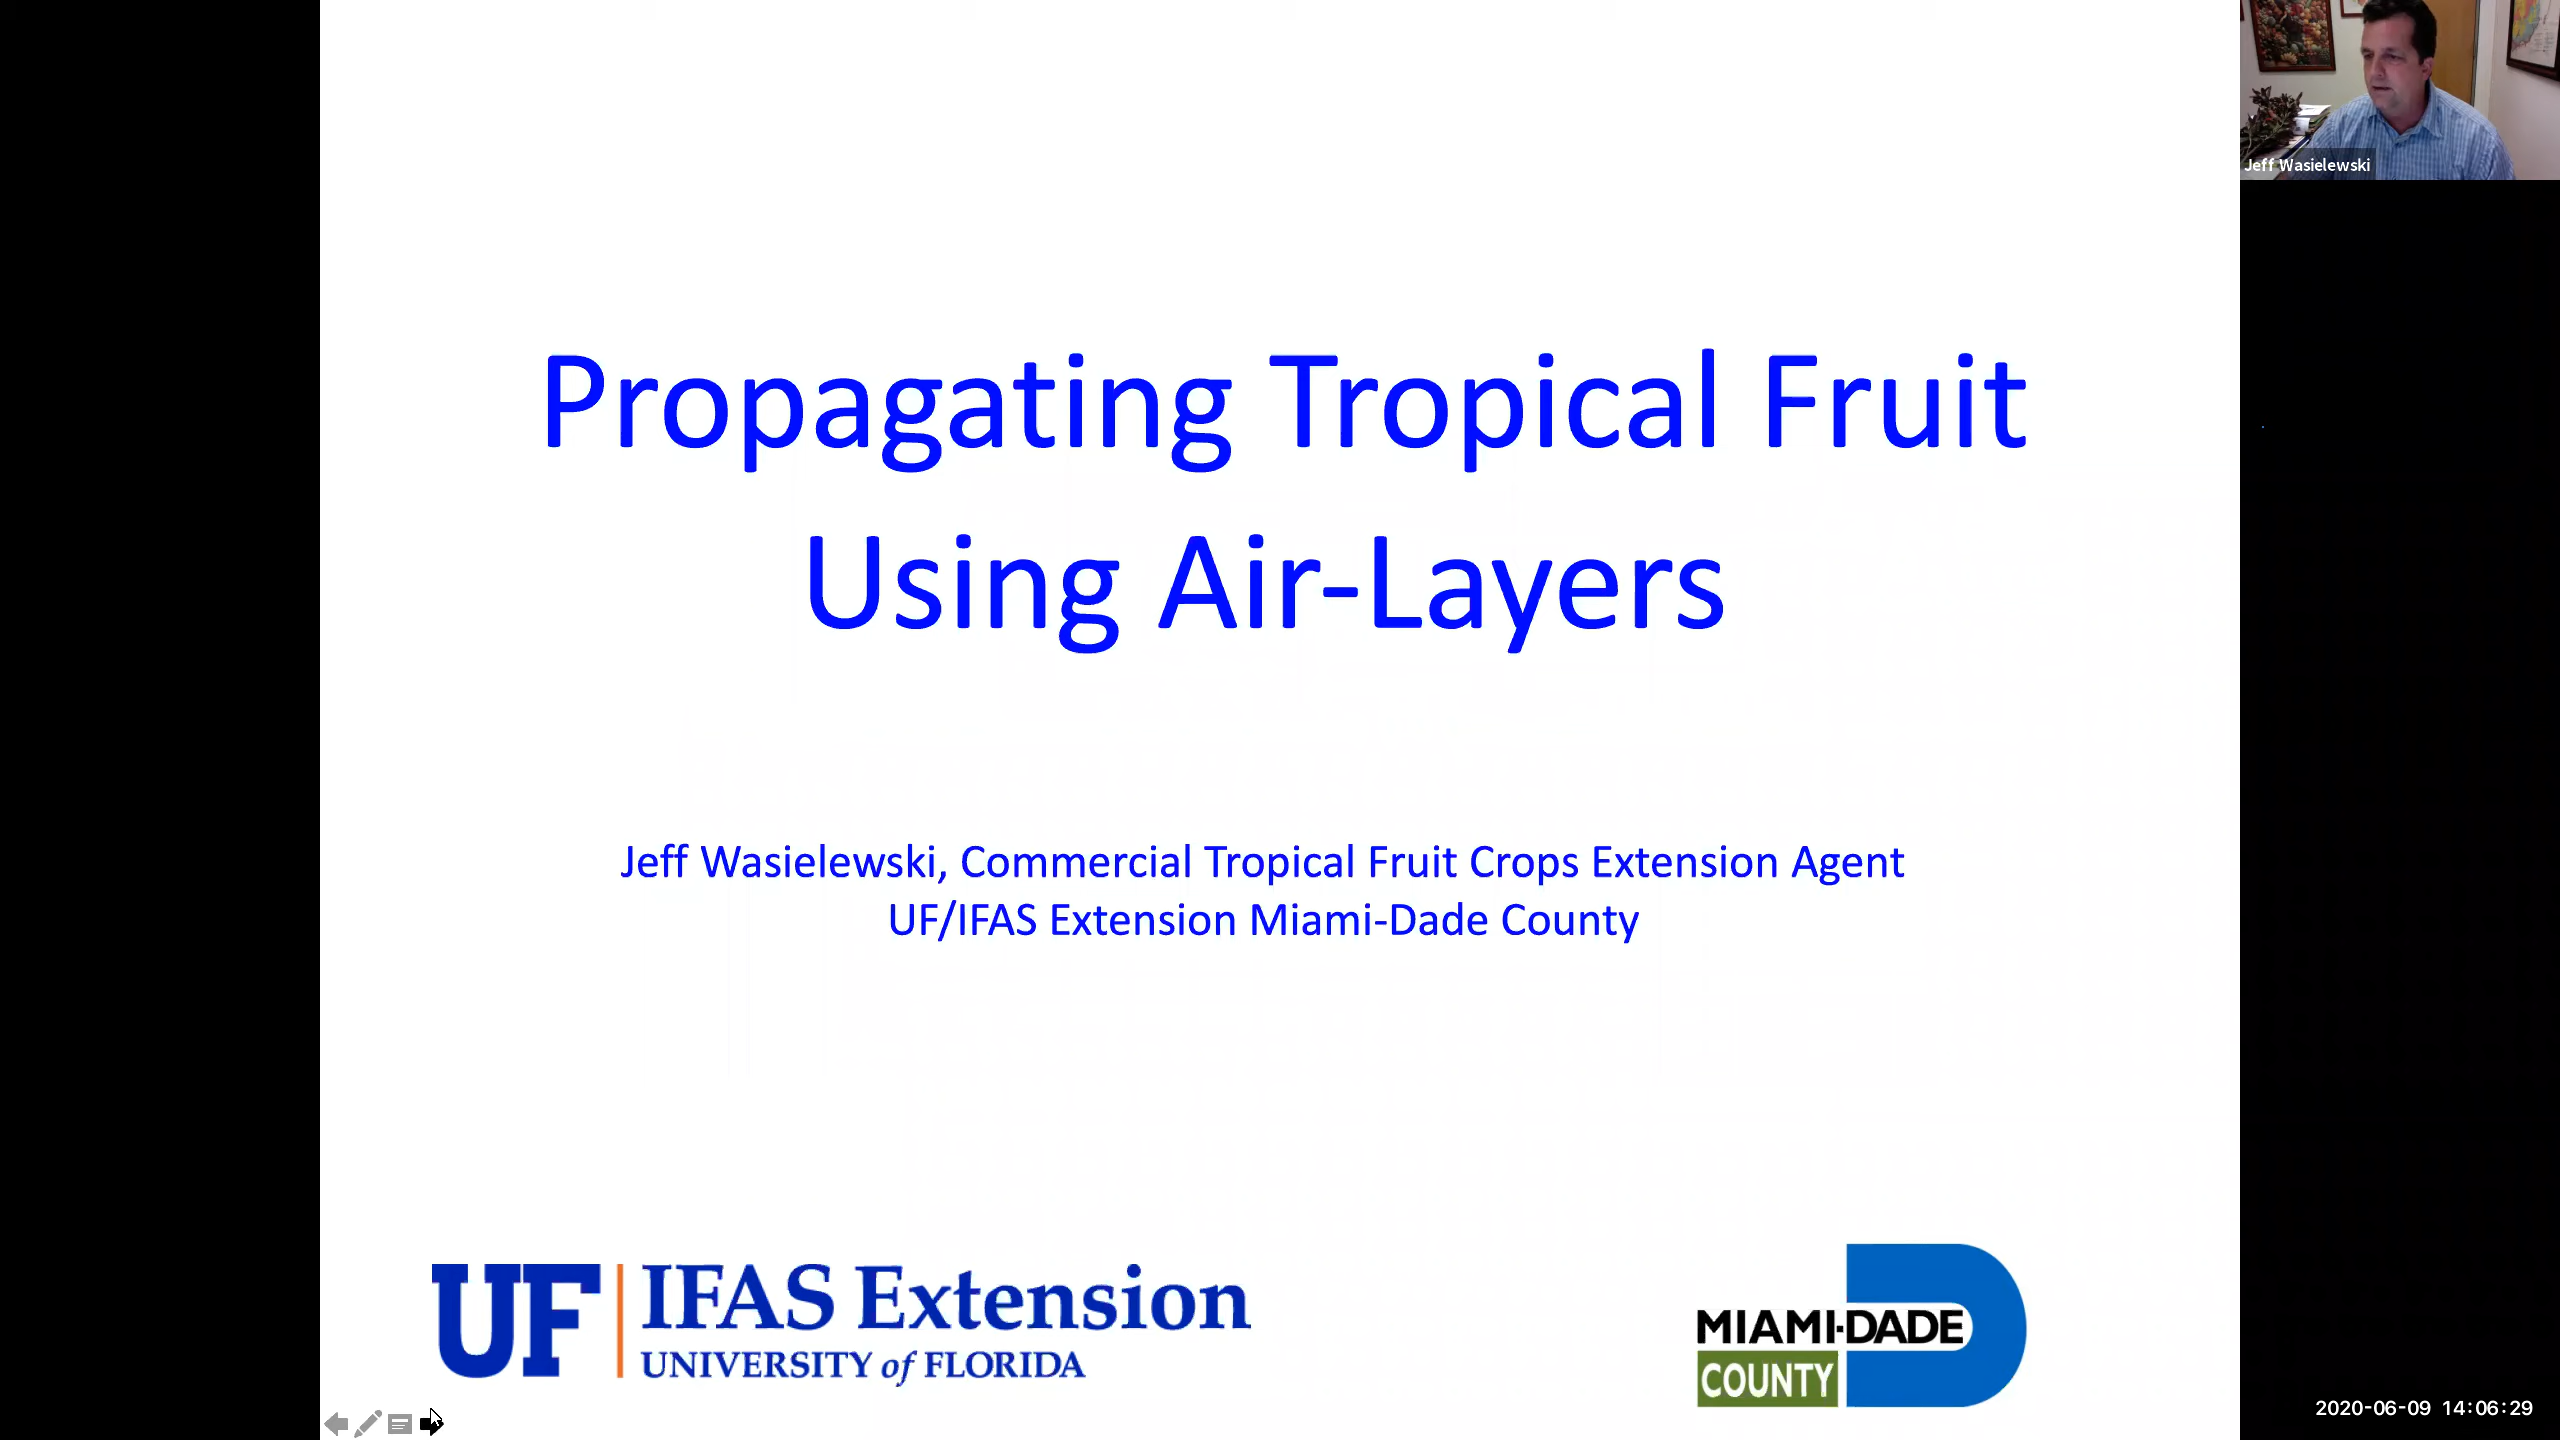 Jeff Wasielewski
Propagating Tropical Fruit
Using Air-Layers
Jeff Wasielewski, Commercial Tropical Fruit Crops Extension Agent
UF/IFAS Extension Miami-Dade County
UF IFAS Extension
UNIVERSITY of FLORIDA
MIAMI-DADE
COUNTY
2020-06-09 14:06:29